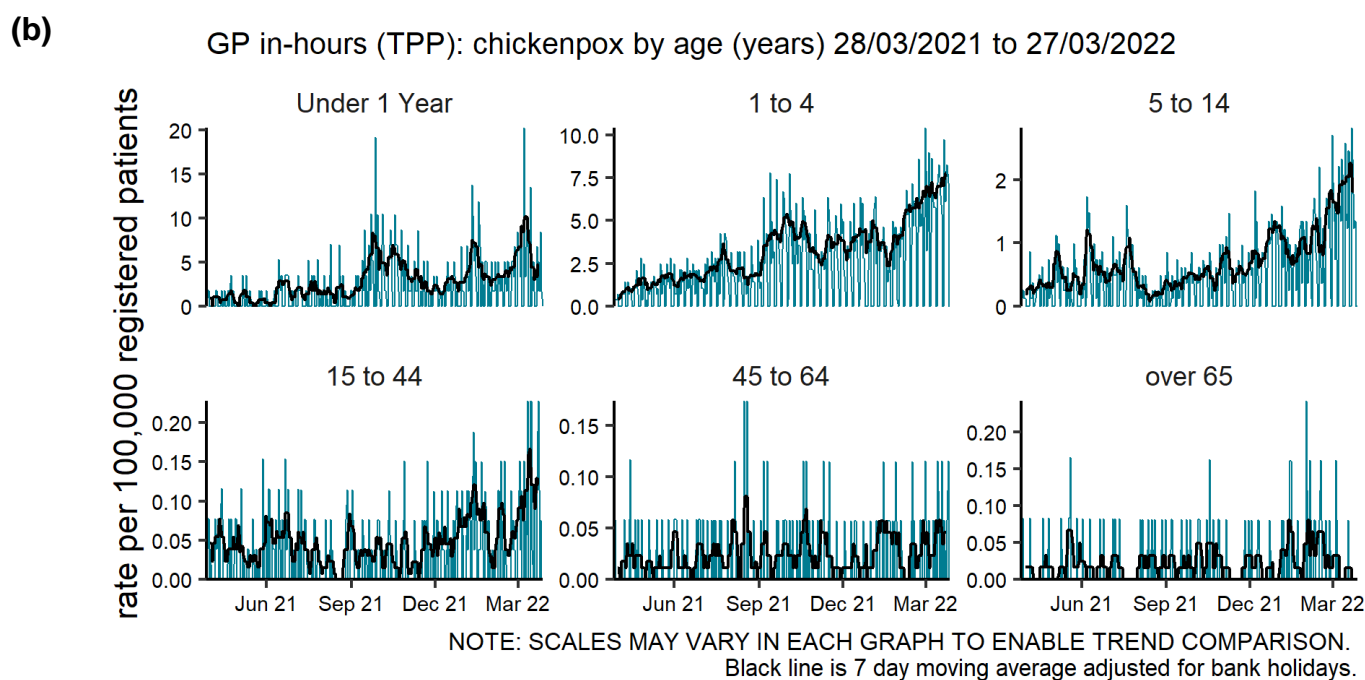 (b)
GP in-hours (TPP): chickenpox by age (years) 28/03/2021 to 27/03/2022
rate per 100,000 registered patients
Under 1 Year
20
15
10
5
0
1 to 4
10.0
7.5
5.0
2.5
0.0
5 to 14
2
1
0
15 to 44
0.20
0.15
0.10
0.05
0.00
45 to 64
0.15
0.10
0.05
0.00
over 65
0.20
0.15
0.10
0.05
0.00
Jun 21 Sep 21 Dec 21 Mar 22
Jun 21 Sep 21 Dec 21 Mar 22
Jun 21 Sep 21 Dec 21 Mar 22
NOTE: SCALES MAY VARY IN EACH GRAPH TO ENABLE TREND COMPARISON.
Black line is 7 day moving average adjusted for bank holidays.